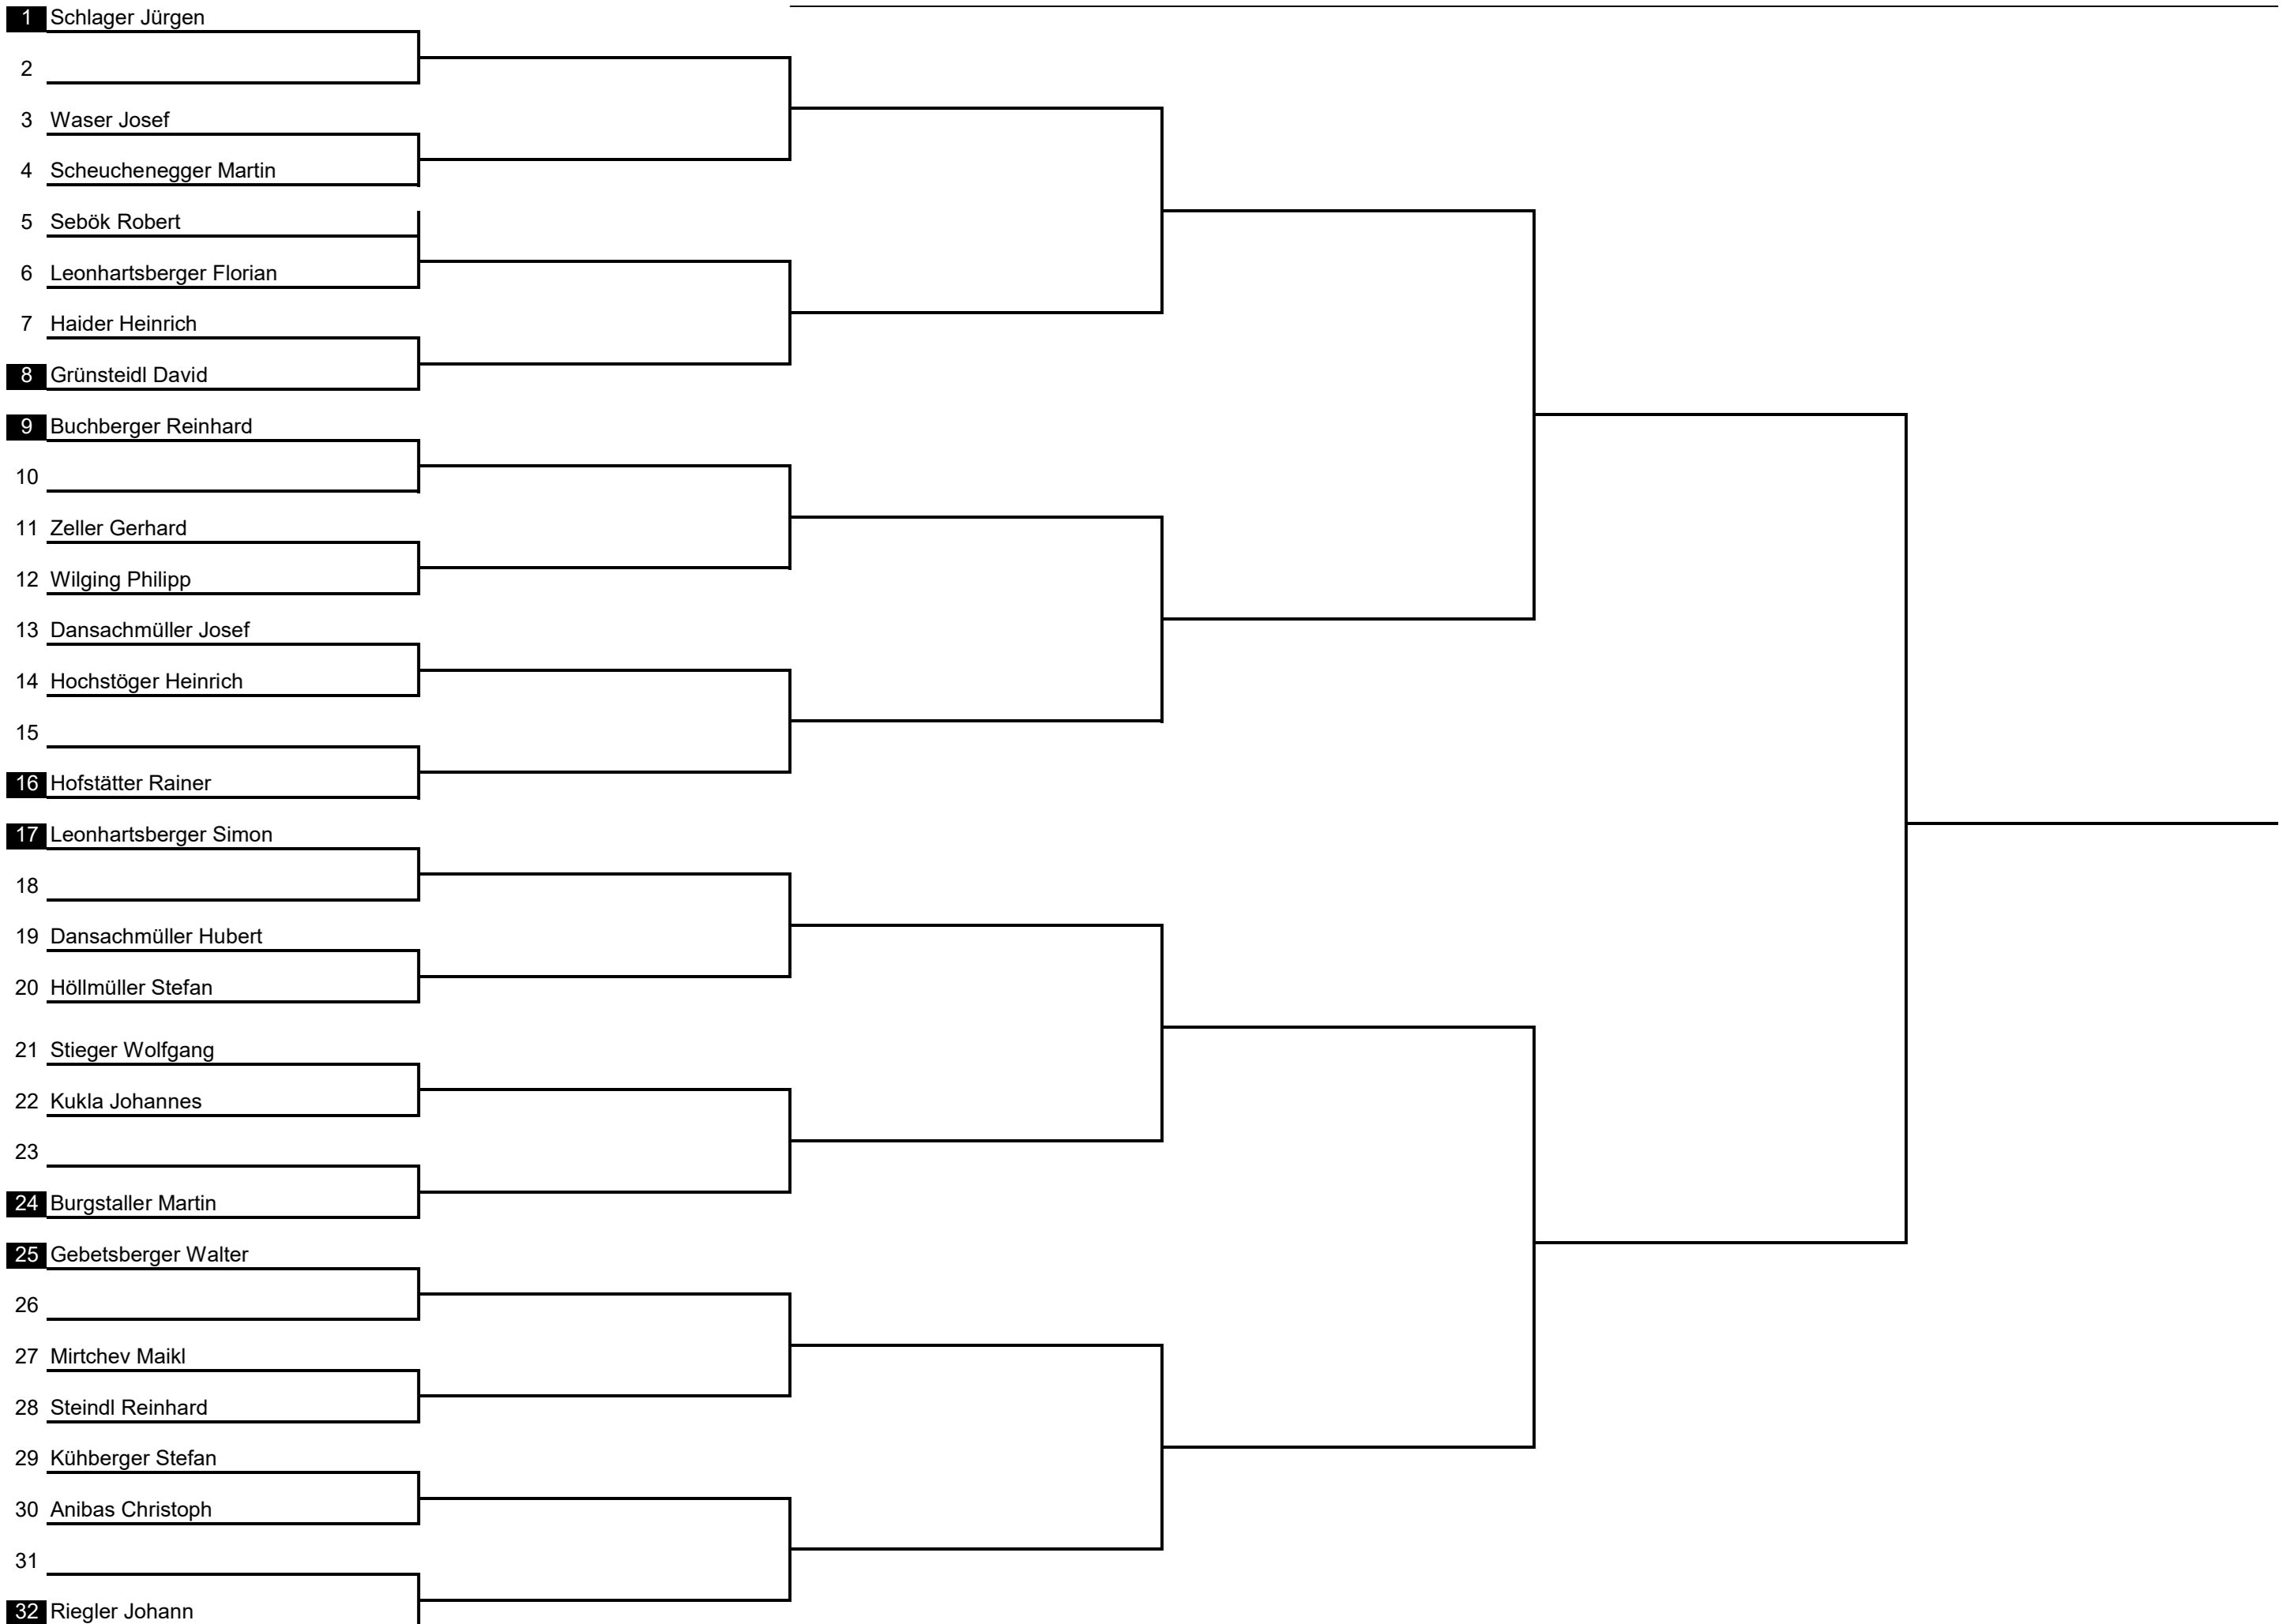 1 Schlager Jürgen
2
3 Waser Josef
4 Scheuchenegger Martin
5 Sebök Robert
6 Leonhartsberger Florian
7 Haider Heinrich
8 Grünsteidl David
9 Buchberger Reinhard
10
11 Zeller Gerhard
12 Wilging Philipp
13 Dansachmüller Josef
14 Hochstöger Heinrich
15
16 Hofstätter Rainer
17 Leonhartsberger Simon
18
19 Dansachmüller Hubert
20 Höllmüller Stefan
21 Stieger Wolfgang
22 Kukla Johannes
23
24 Burgstaller Martin
25 Gebetsberger Walter
26
27 Mirtchev Maikl
28 Steindl Reinhard
29 Kühberger Stefan
30 Anibas Christoph
31
32 Riegler Johann